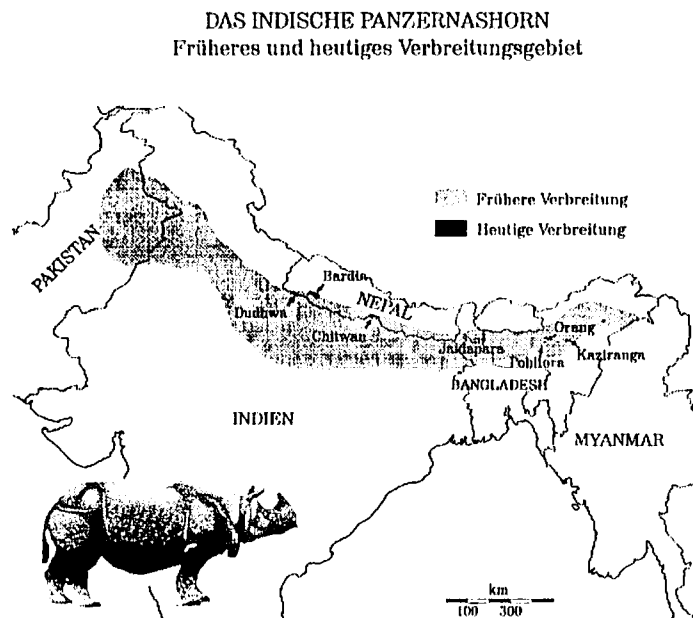 DAS INDISCHE PANZERNASHORN
Früheres und heutiges Verbreitungsgebiet
Frühere Verbreitung
Heutige Verbreitung
PAKISTAN
Bardia
NEPAL
Dudhwa
Chitwan
Orang
Jaldapara
Kaziranga
BANGLADESH
INDIEN
MYANMAR
km
100 300